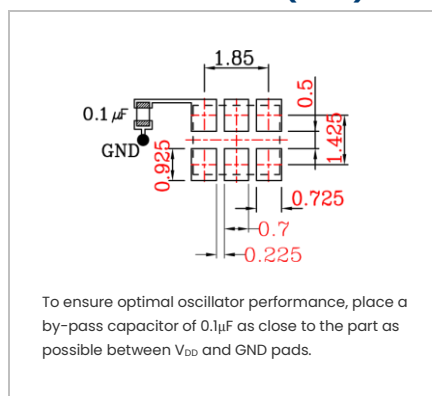 1.85
0.5
0.1 µF
GND
1.425
0.925
0.725
0.7
0.225
To ensure optimal oscillator performance, place a
by-pass capacitor of 0.1µF as close to the part as
possible between VDD and GND pads.